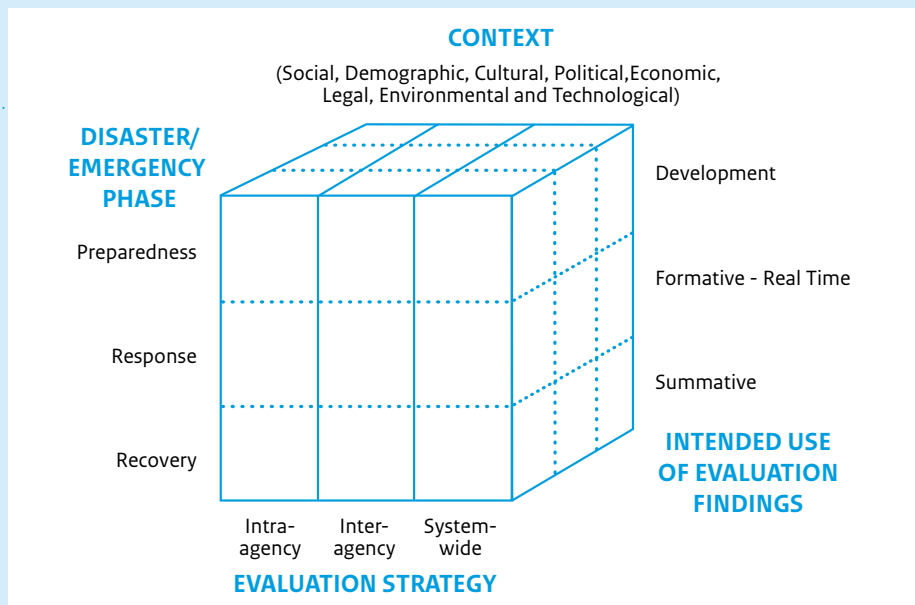 CONTEXT
(Social, Demographic, Cultural, Political,Economic,
Legal, Environmental and Technological)
DISASTER/
EMERGENCY
PHASE
Preparedness
Response
Recovery
Development
Formative - Real Time
Summative
INTENDED USE
OF EVALUATION
FINDINGS
Intra-
agency
Inter-
agency
System-
wide
EVALUATION STRATEGY